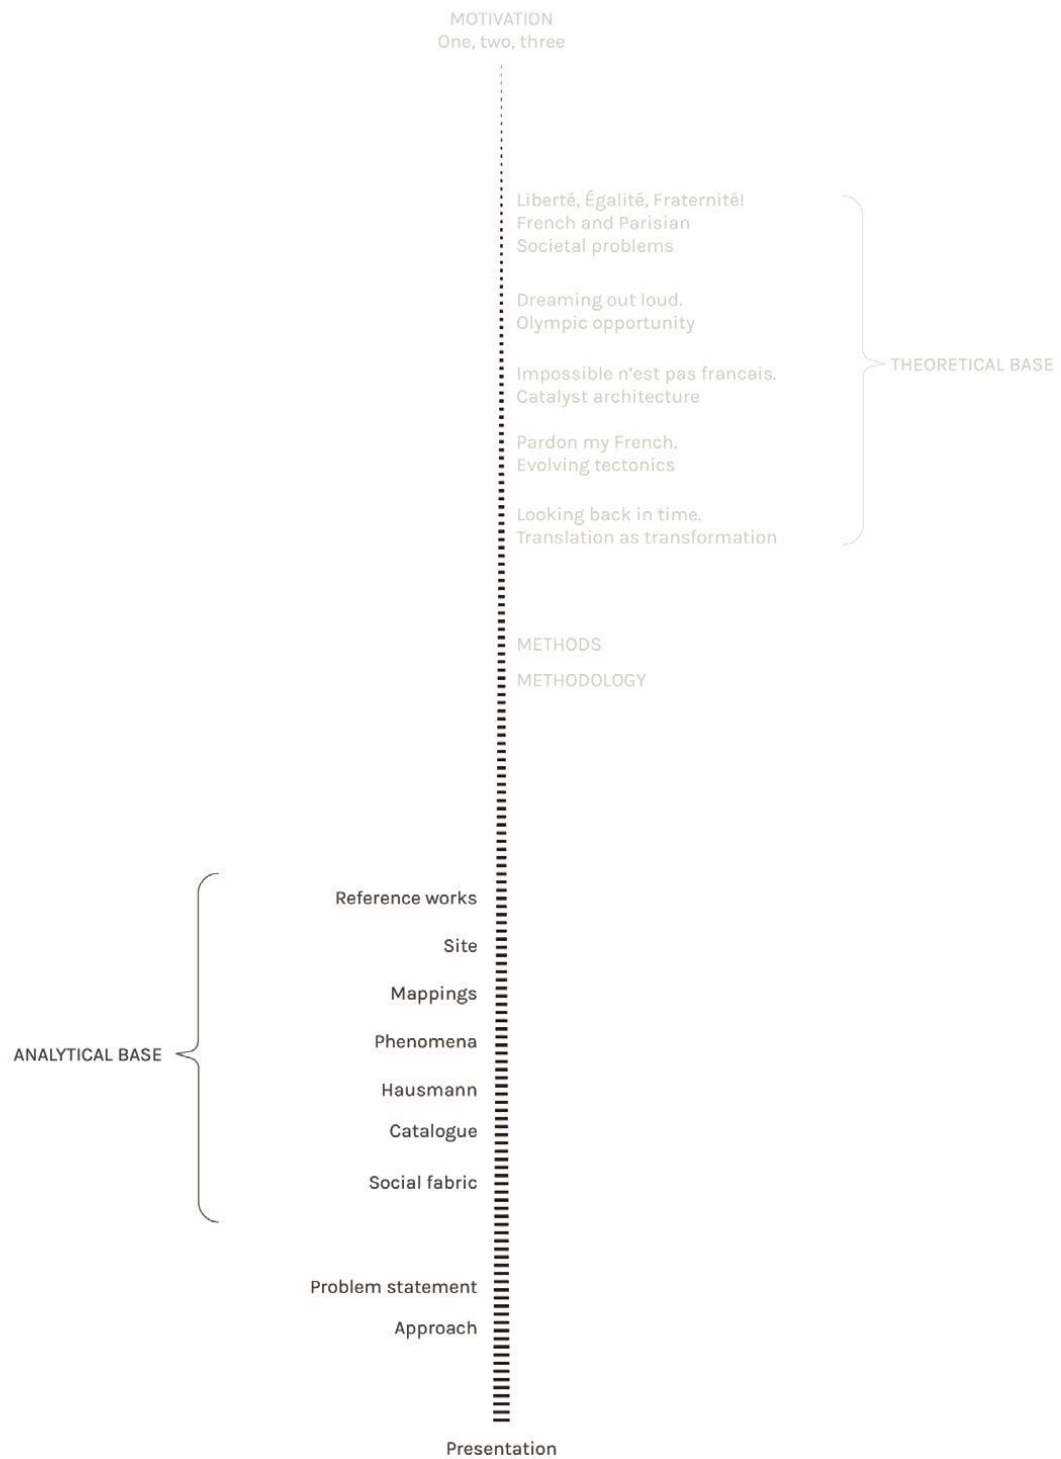 MOTIVATION
One, two, three
Liberté, Égalité, Fraternité!
French and Parisian
Societal problems
Dreaming out loud.
Olympic opportunity
THEORETICAL BASE
Impossible n'est pas francais.
Catalyst architecture
Pardon my French.
Evolving tectonics
Looking back in time.
Translation as transformation
METHODS
METHODOLOGY
Reference works
Site
Mappings
Phenomena
ANALYTICAL BASE
Hausmann
Catalogue
Social fabric
Problem statement
Approach
Presentation